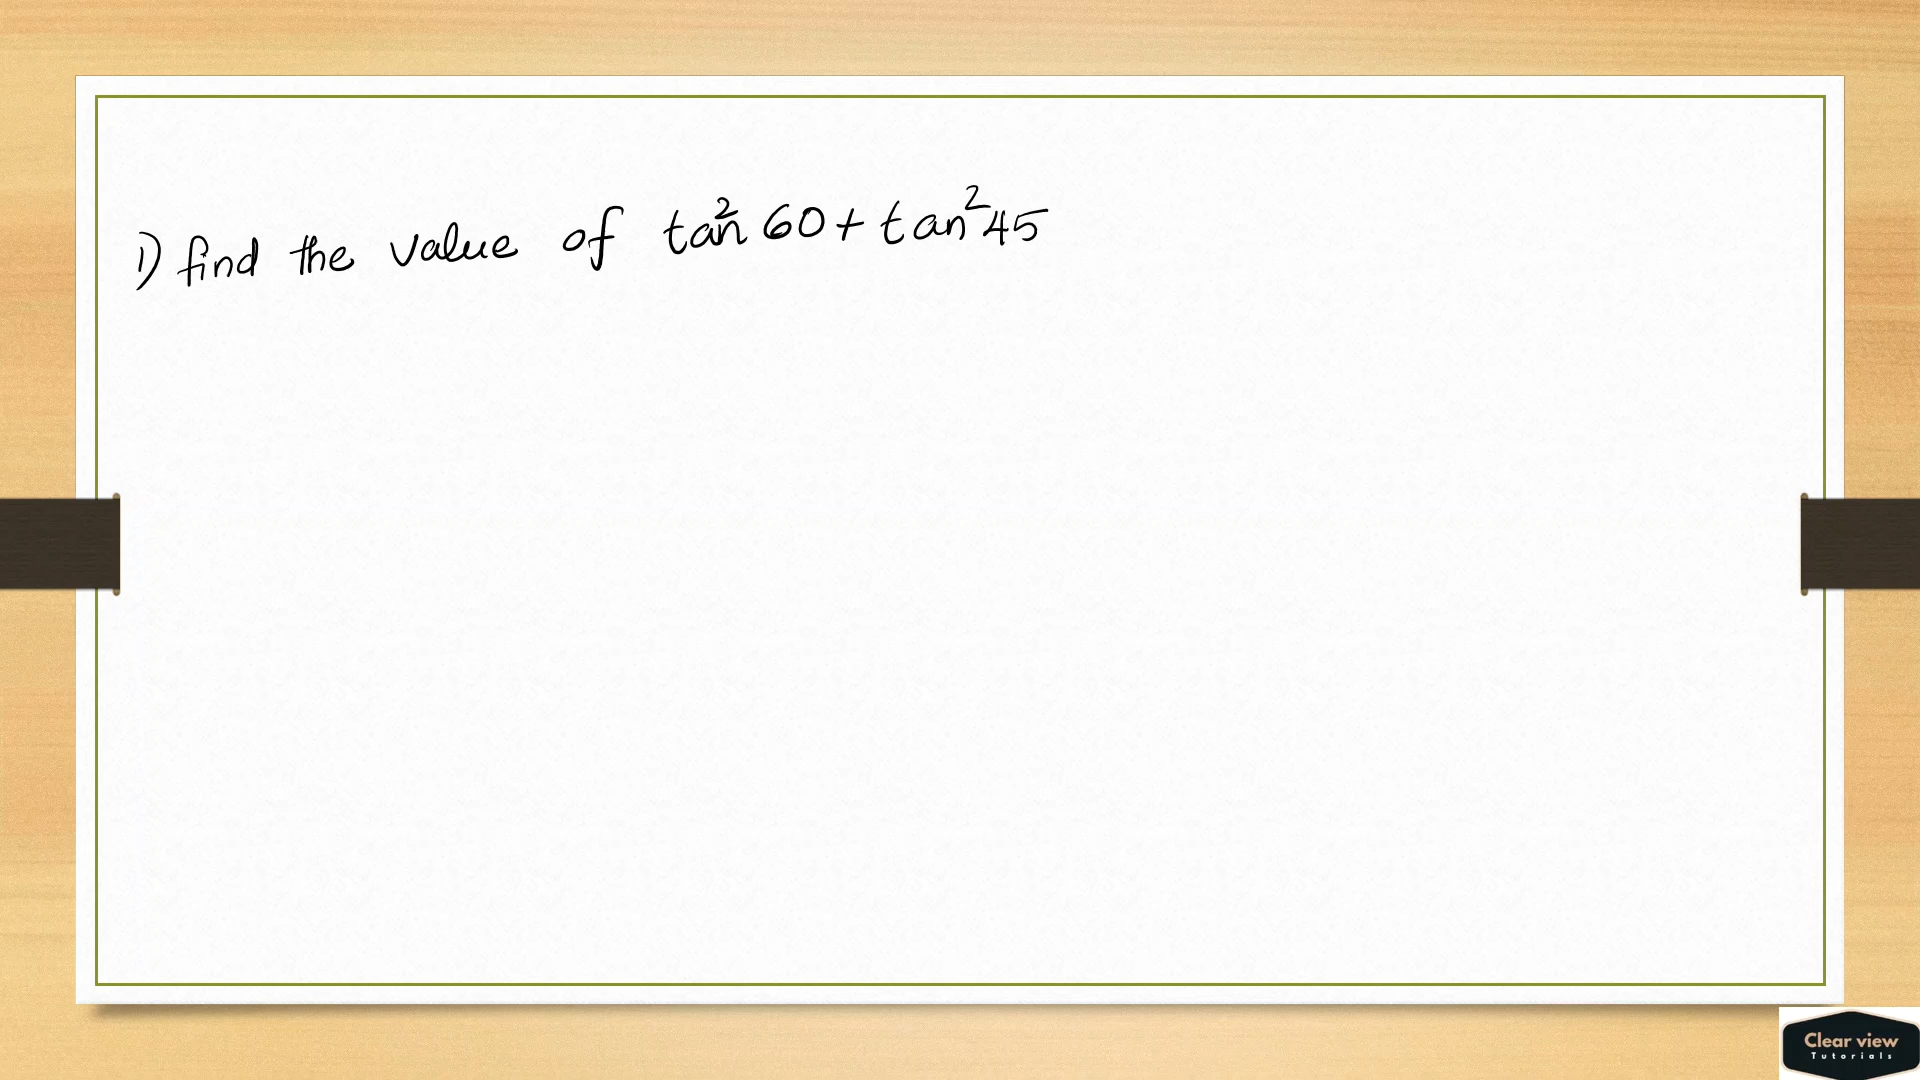 1) find the value of tan² 60 + tan² 45
Clear view
Tutorials